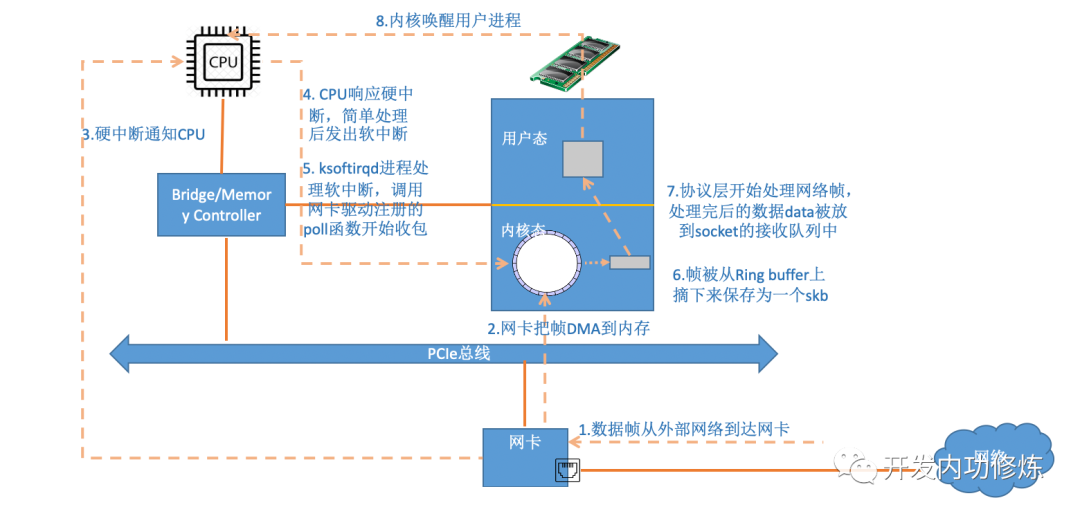 8.内核唤醒用户进程
CPU
4. CPU响应硬中
断，简单处理
后发出软中断
3.硬中断通知CPU
用户态
5. ksoftirqd进程处
理软中断，调用
网卡驱动注册的
poll函数开始收包
Bridge/Memor
y Controller
7.协议层开始处理网络帧，
处理完后的数据data被放
到socket的接收队列中
内核态
6.帧被从Ring buffer上
摘下来保存为一个skb
2.网卡把帧DMA到内存
PCIe总线
1.数据帧从外部网络到达网卡
网卡
网络
开发内功修炼